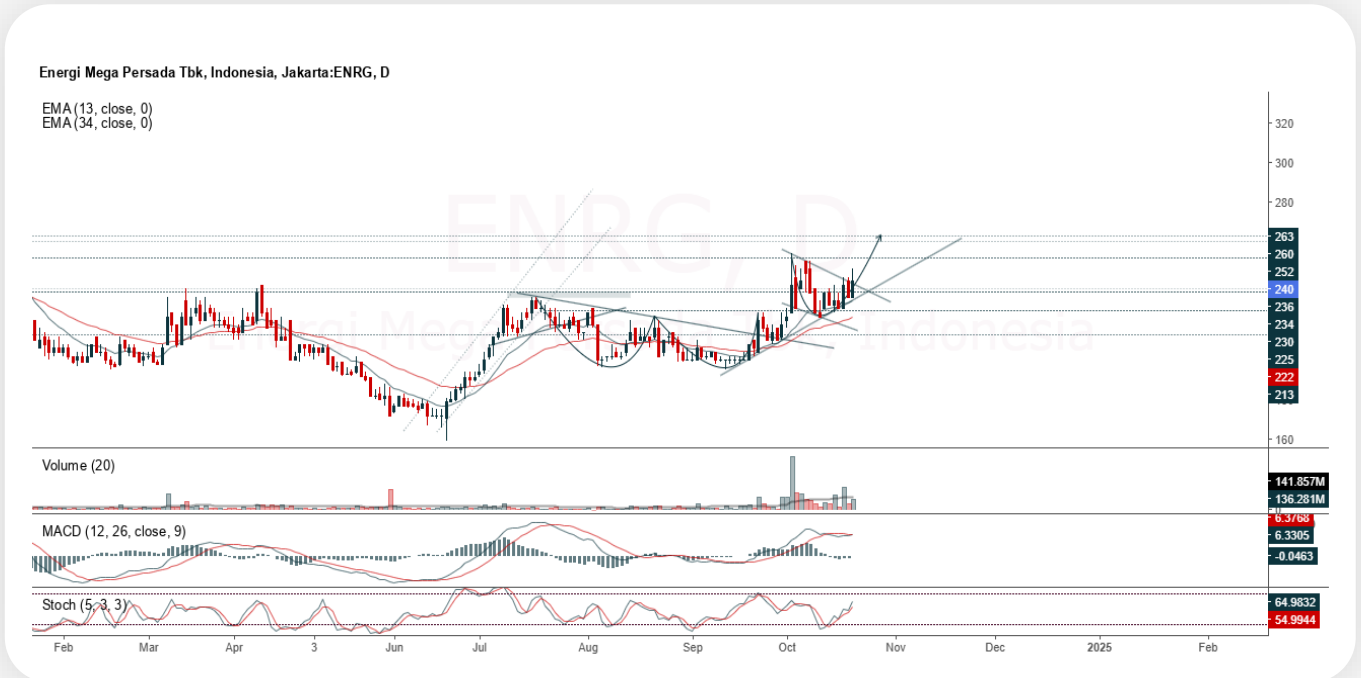 Energi Mega Persada Tbk, Indonesia, Jakarta:ENRG, D
EMA (13, close, 0)
EMA (34, close, 0)
ENRG, D
320
300
280
263
260
252
240
236
234
230
225
222
213
160
Volume (20)
141.857M
136.281M
0
MACD (12, 26, close, 9)
6.3768
6.3305
-0.0463
Stoch (5, 3, 3)
64.9832
54.9944
Feb Mar Apr 3 Jun Jul Aug Sep Oct Nov Dec 2025 Feb